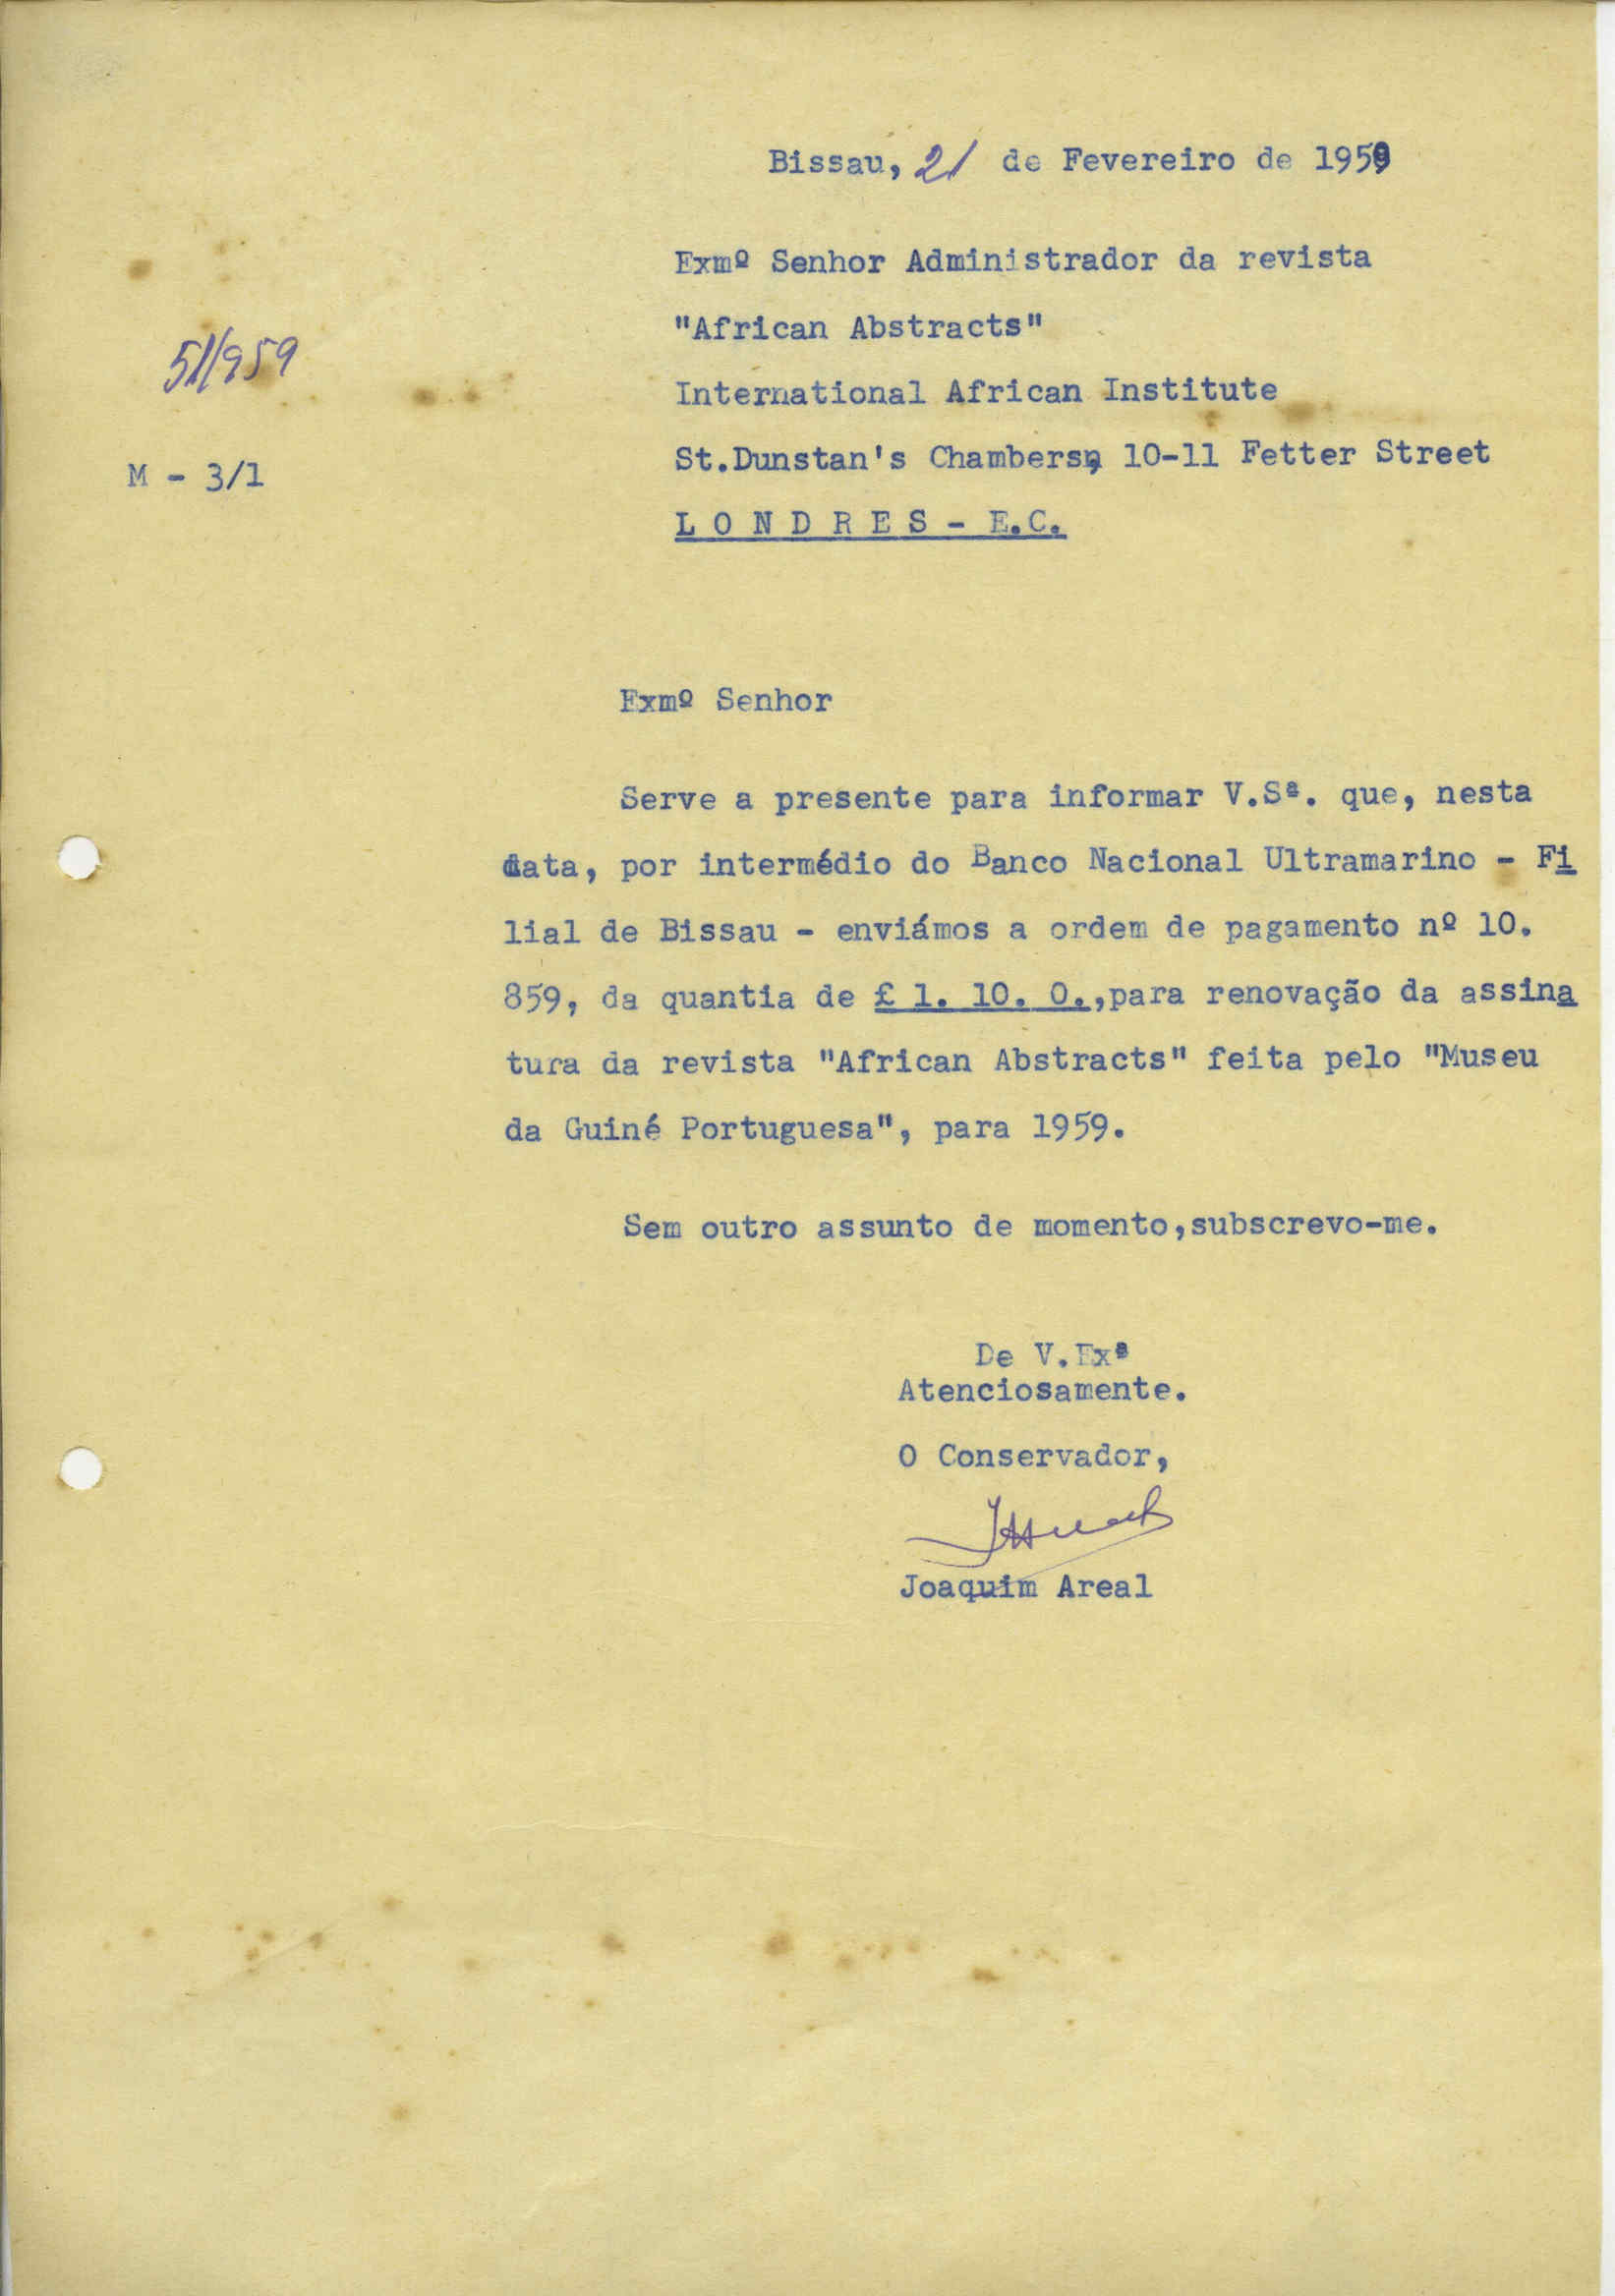 Bissau, 21 de Fevereiro de 1959
Exmº Senhor Administrador da revista
"African Abstracts"
International African Institute
St.Dunstan's Chambers, 10-11 Fetter Street
L O N D R E S - E.C.
51/959
M - 3/1
Exmº Senhor
Serve a presente para informar V.Sª. que, nesta
data, por intermédio do Banco Nacional Ultramarino - Fi
lial de Bissau - enviámos a ordem de pagamento nº 10.
859, da quantia de £ 1. 10. 0.,para renovação da assina
tura da revista "African Abstracts" feita pelo "Museu
da Guiné Portuguesa", para 1959.
Sem outro assunto de momento,subscrevo-me.
De V.Exª
Atenciosamente.
O Conservador,
Joaquim Areal